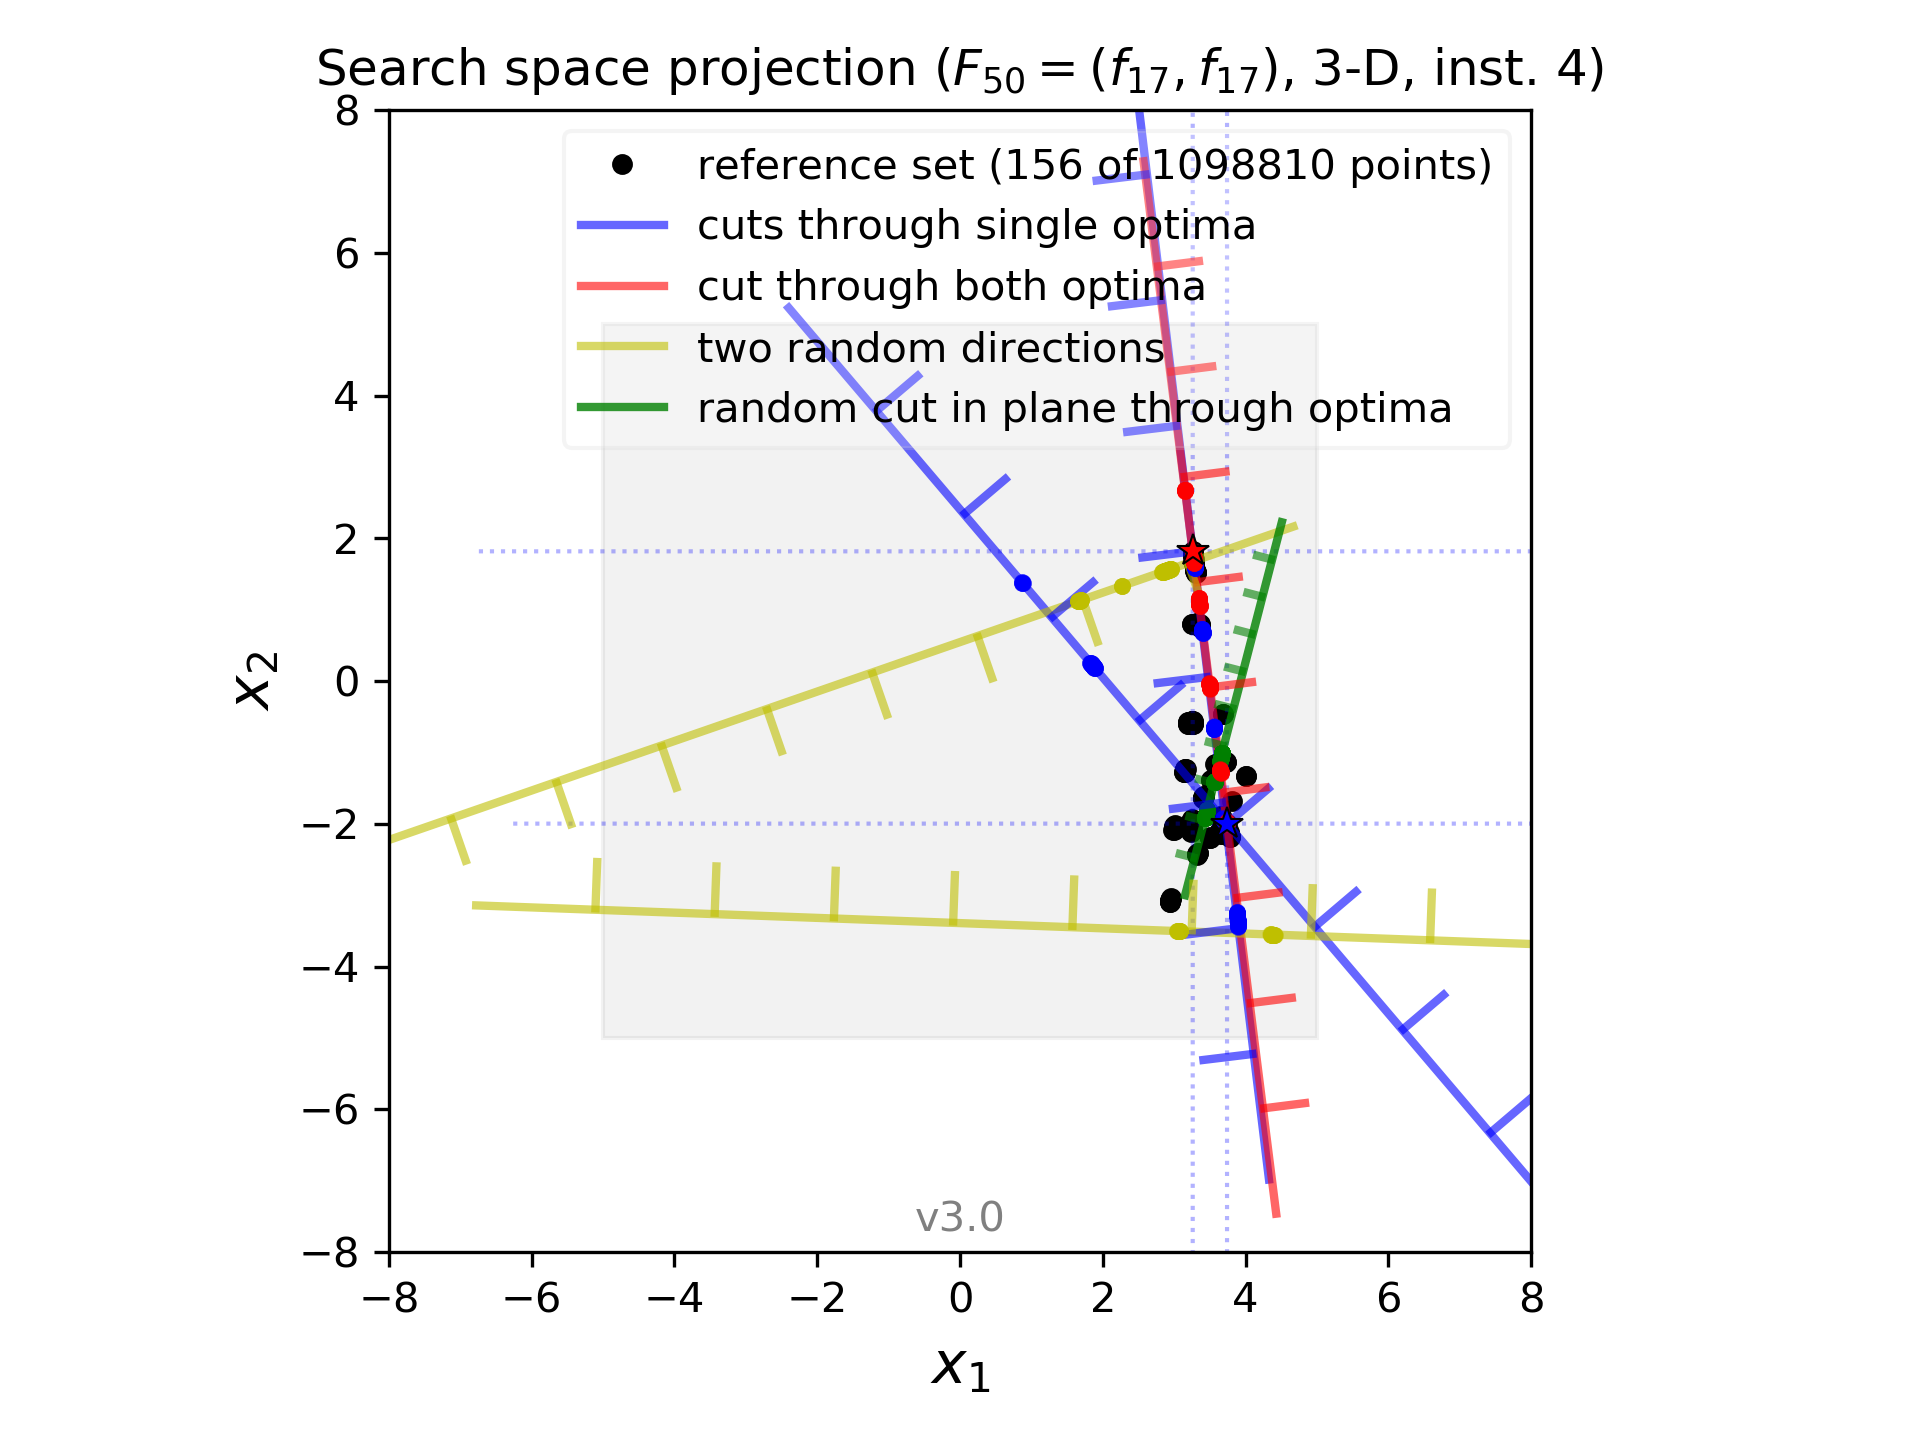 Search space projection (F50 = (f17, f17), 3-D, inst. 4)
8
6
4
2
0
−2
−4
−6
−8
x2
reference set (156 of 1098810 points)
cuts through single optima
cut through both optima
two random directions
random cut in plane through optima
v3.0
−8 −6 −4 −2 0 2 4 6 8
x1